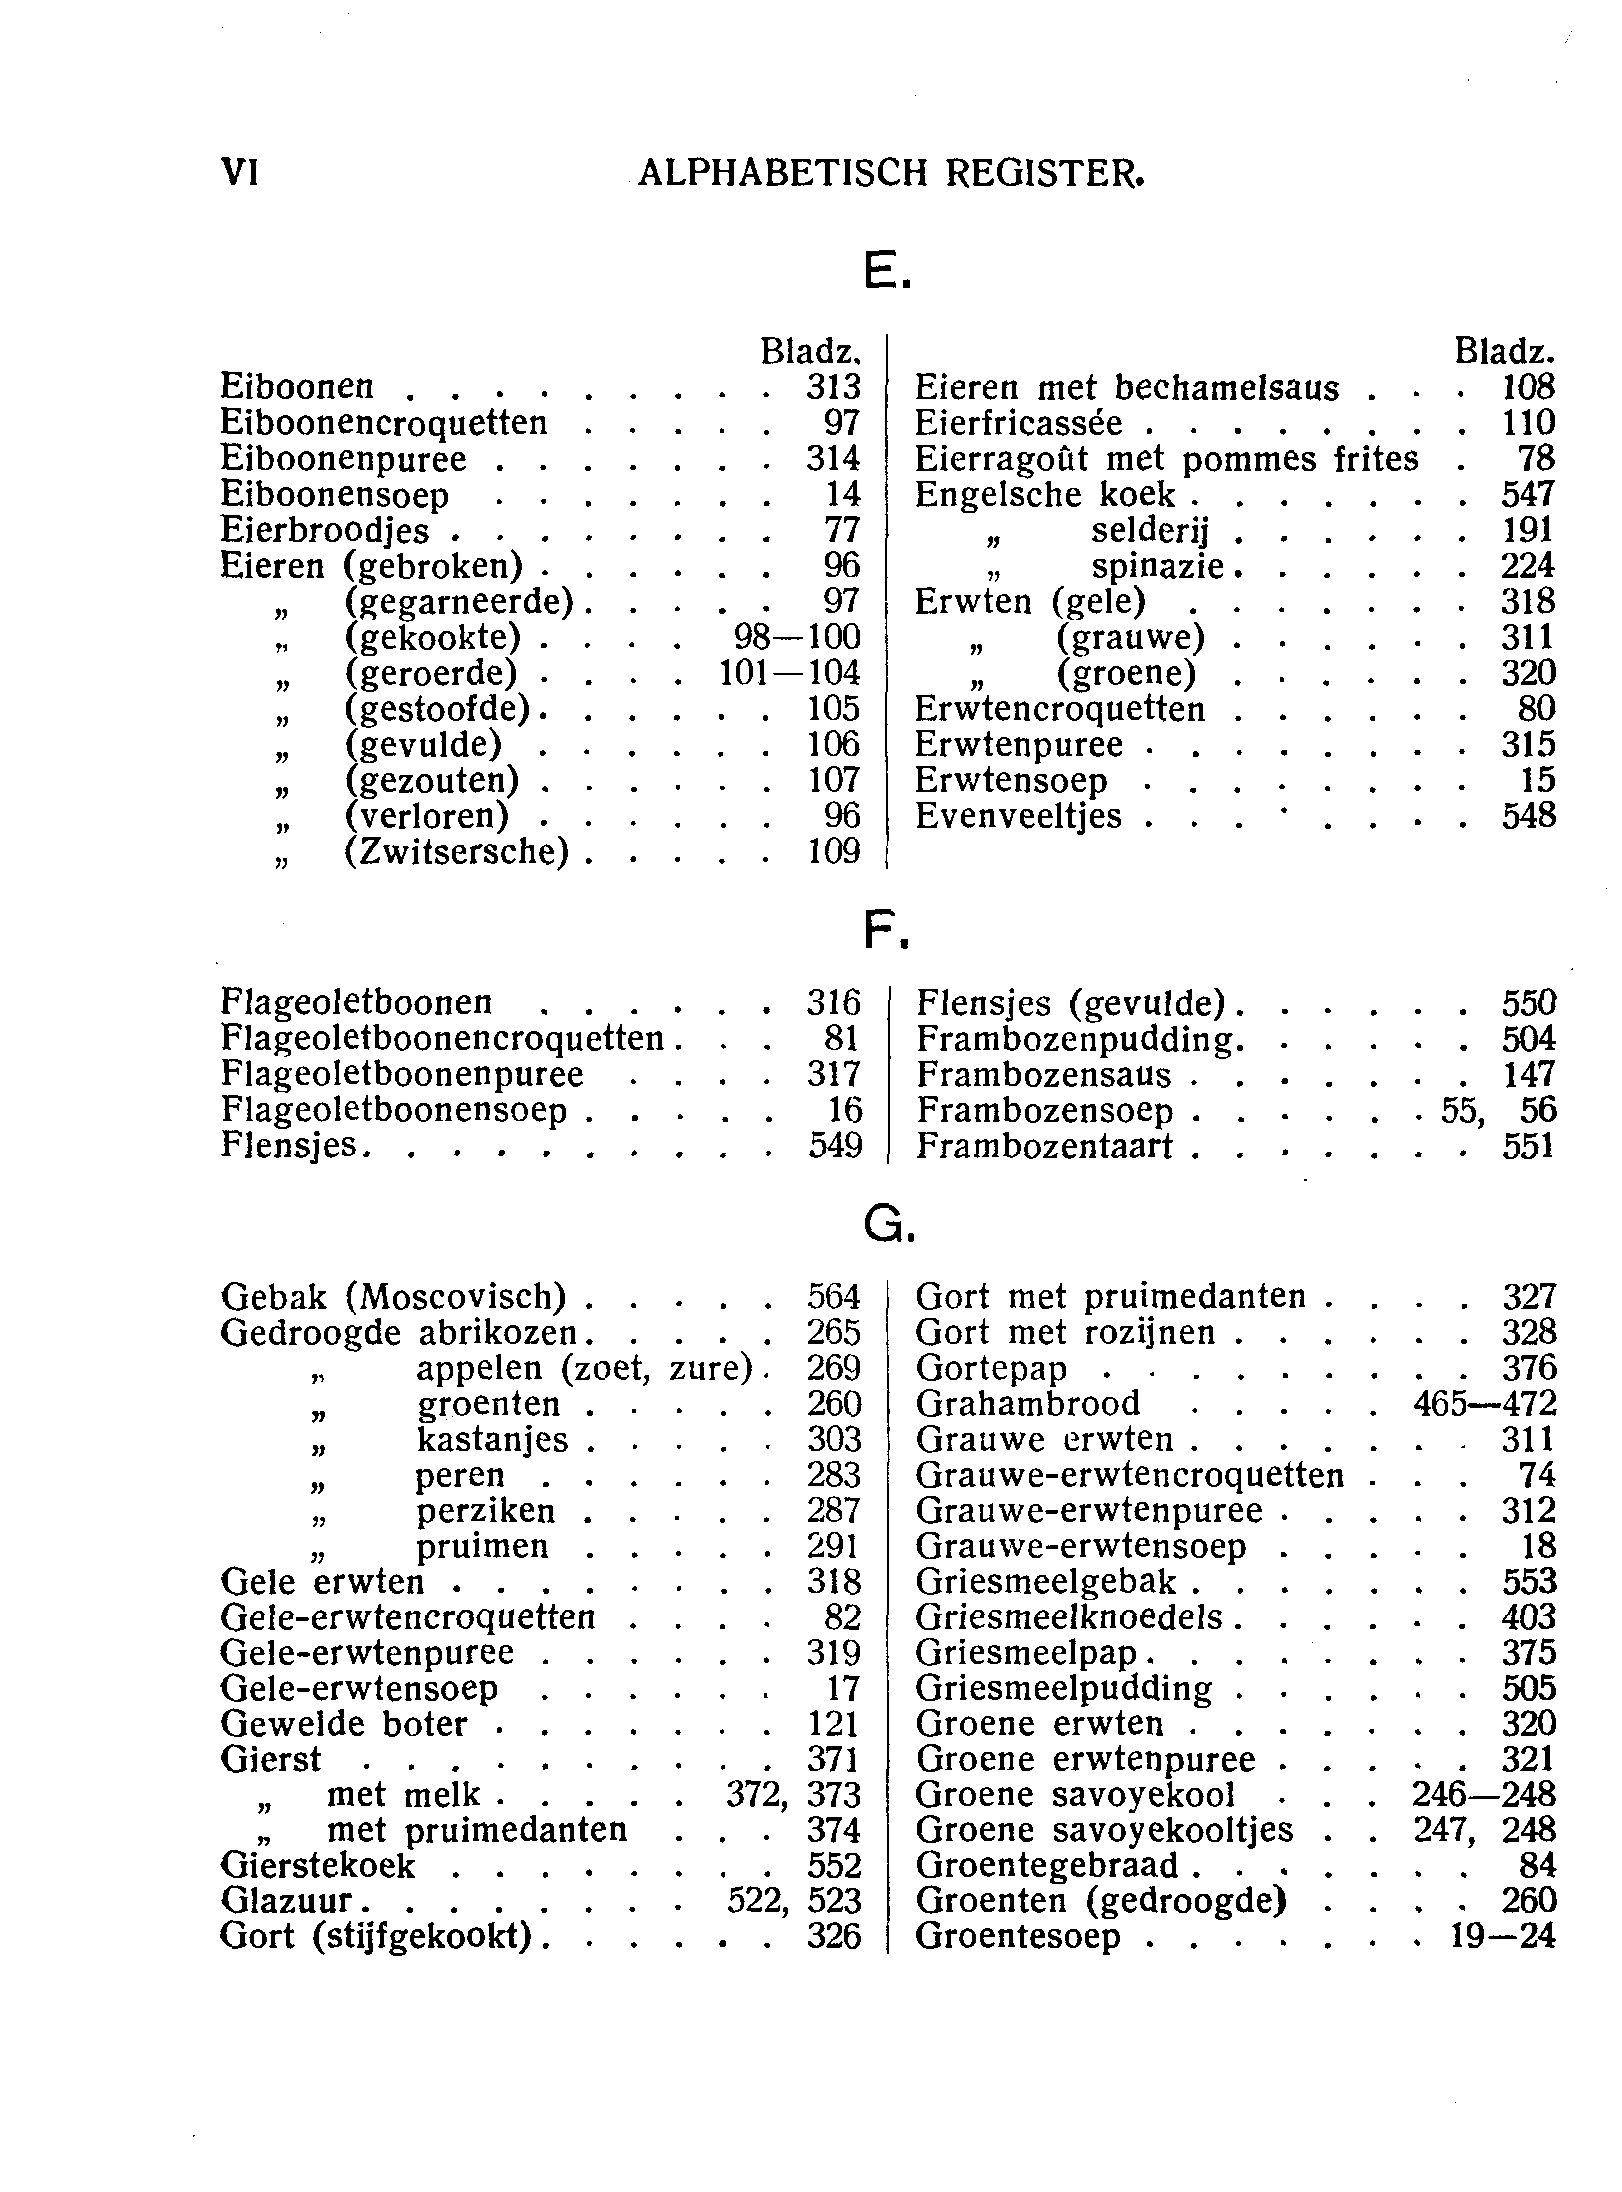 VI ALPHABETISCH REGISTER.
E.
Bladz.
Eiboonen . . . . . . . . . 313
Eiboonencroquetten . . . . . 97
Eiboonenpuree . . . . . . . 314
Eiboonensoep . . . . . . . 14
Eierbroodjes . . . . . . . . 77
Eieren (gebroken) . . . . . . 96
„ (gegarneerde) . . . . . 97
„ (gekookte) . . . . 98—100
„ (geroerde) . . . . 101—104
„ (gestoofde) . . . . . . 105
„ (gevulde) . . . . . . 106
„ (gezouten) . . . . . . 107
„ (verloren) . . . . . . 96
„ (Zwitsersche) . . . . . 109
Bladz.
Eieren met bechamelsaus . . . 108
Eierfricassée . . . . . . . . 110
Eierragoût met pommes frites . 78
Engelsche koek . . . . . . . 547
„ selderij . . . . . . 191
„ spinazie . . . . . . 224
Erwten (gele) . . . . . . . 318
„ (grauwe) . . . . . . 311
„ (groene) . . . . . . 320
Erwtencroquetten . . . . . . 80
Erwtenpuree . . . . . . . . 315
Erwtensoep . . . . . . . . 15
Evenveeltjes . . . . . . . . 548
F.
Flageoletboonen . . . . . . 316
Flageoletboonencroquetten . . . 81
Flageoletboonenpuree . . . . 317
Flageoletboonensoep . . . . . 16
Flensjes . . . . . . . . . . 549
Flensjes (gevulde) . . . . . . 550
Frambozenpudding . . . . . . 504
Frambozensaus . . . . . . . 147
Frambozensoep . . . . . . 55, 56
Frambozentaart . . . . . . . 551
G.
Gebak (Moscovisch) . . . . . 564
Gedroogde abrikozen . . . . . 265
„ appelen (zoet, zure) . 269
„ groenten . . . . . 260
„ kastanjes . . . . . 303
„ peren . . . . . . 283
„ perziken . . . . . 287
„ pruimen . . . . . 291
Gele erwten . . . . . . . . 318
Gele-erwtencroquetten . . . . 82
Gele-erwtenpuree . . . . . . 319
Gele-erwtensoep . . . . . . 17
Gewelde boter . . . . . . . 121
Gierst . . . . . . . . . . 371
„ met melk . . . . . 372, 373
„ met pruimedanten . . . 374
Gierstekoek . . . . . . . . 552
Glazuur . . . . . . . . 522, 523
Gort (stijfgekookt) . . . . . . 326
Gort met pruimedanten . . . . 327
Gort met rozijnen . . . . . . 328
Gortepap . . . . . . . . . 376
Grahambrood . . . . . 465—472
Grauwe erwten . . . . . . . 311
Grauwe-erwtencroquetten . . . 74
Grauwe-erwtenpuree . . . . . 312
Grauwe-erwtensoep . . . . . 18
Griesmeelgebak . . . . . . . 553
Griesmeelknoedels . . . . . . 403
Griesmeelpap . . . . . . . . 375
Griesmeelpudding . . . . . . 505
Groene erwten . . . . . . . 320
Groene erwtenpuree . . . . . 321
Groene savoyekool . . . 246—248
Groene savoyekooltjes . . 247, 248
Groentegebraad . . . . . . . 84
Groenten (gedroogde) . . . . 260
Groentesoep . . . . . . . 19—24